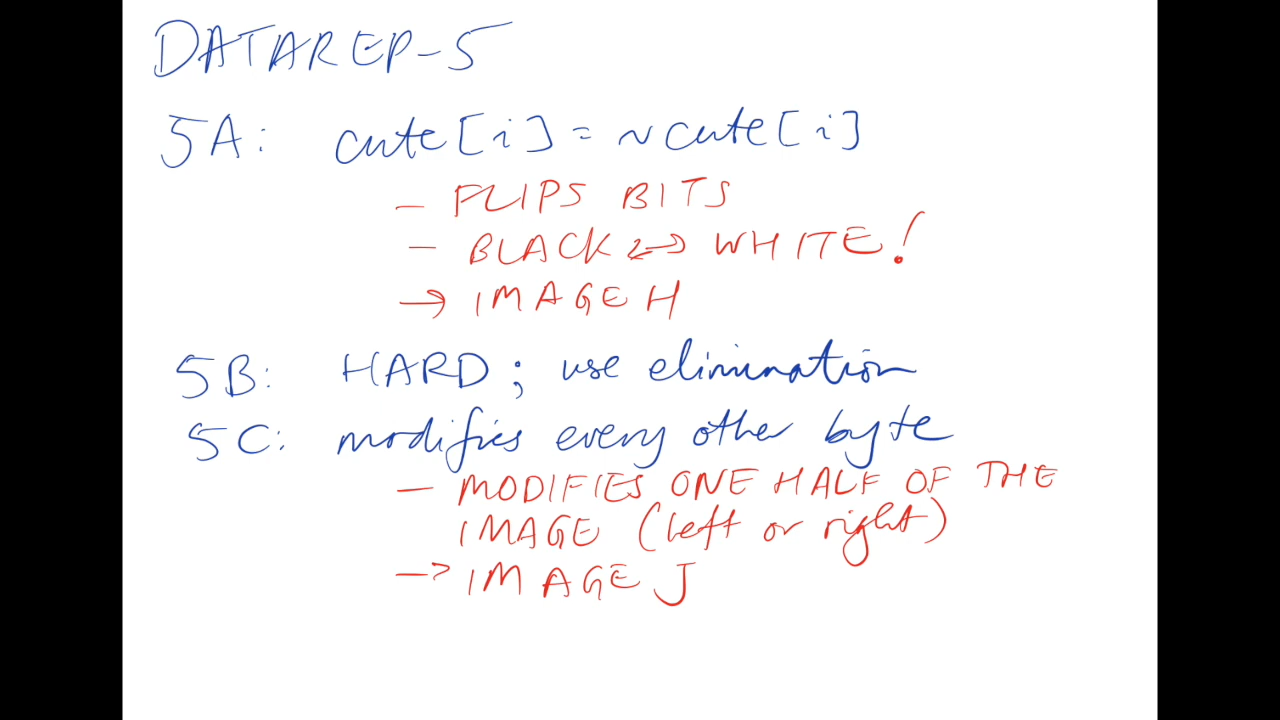 DATAREP-5
5A: cute[i] = ~cute[i]
- FLIPS BITS
- BLACK ↔ WHITE!
→ IMAGE H
5B: HARD; use elimination
5C: modifies every other byte
- MODIFIES ONE HALF OF THE
IMAGE (left or right)
→ IMAGE J